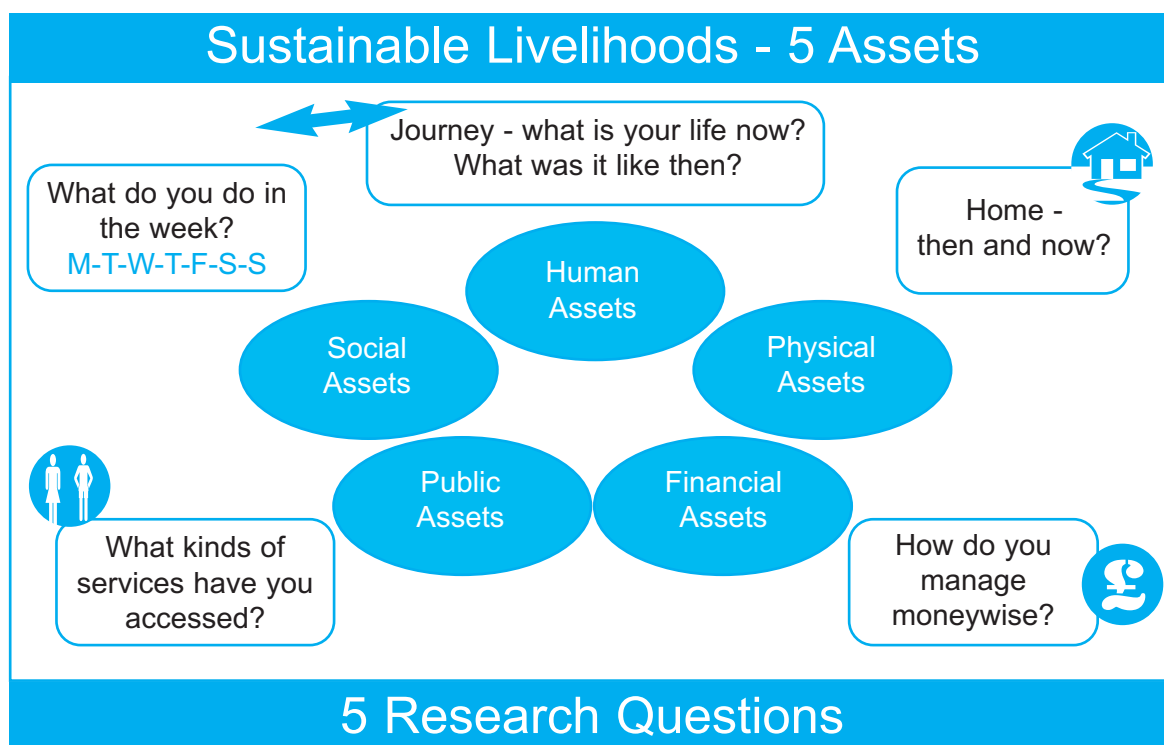 Sustainable Livelihoods - 5 Assets
Journey - what is your life now?
What was it like then?
What do you do in
the week?
M-T-W-T-F-S-S
Home -
then and now?
Human
Assets
Social
Assets
Physical
Assets
Public
Assets
Financial
Assets
What kinds of
services have you
accessed?
How do you
manage
moneywise?
£
5 Research Questions